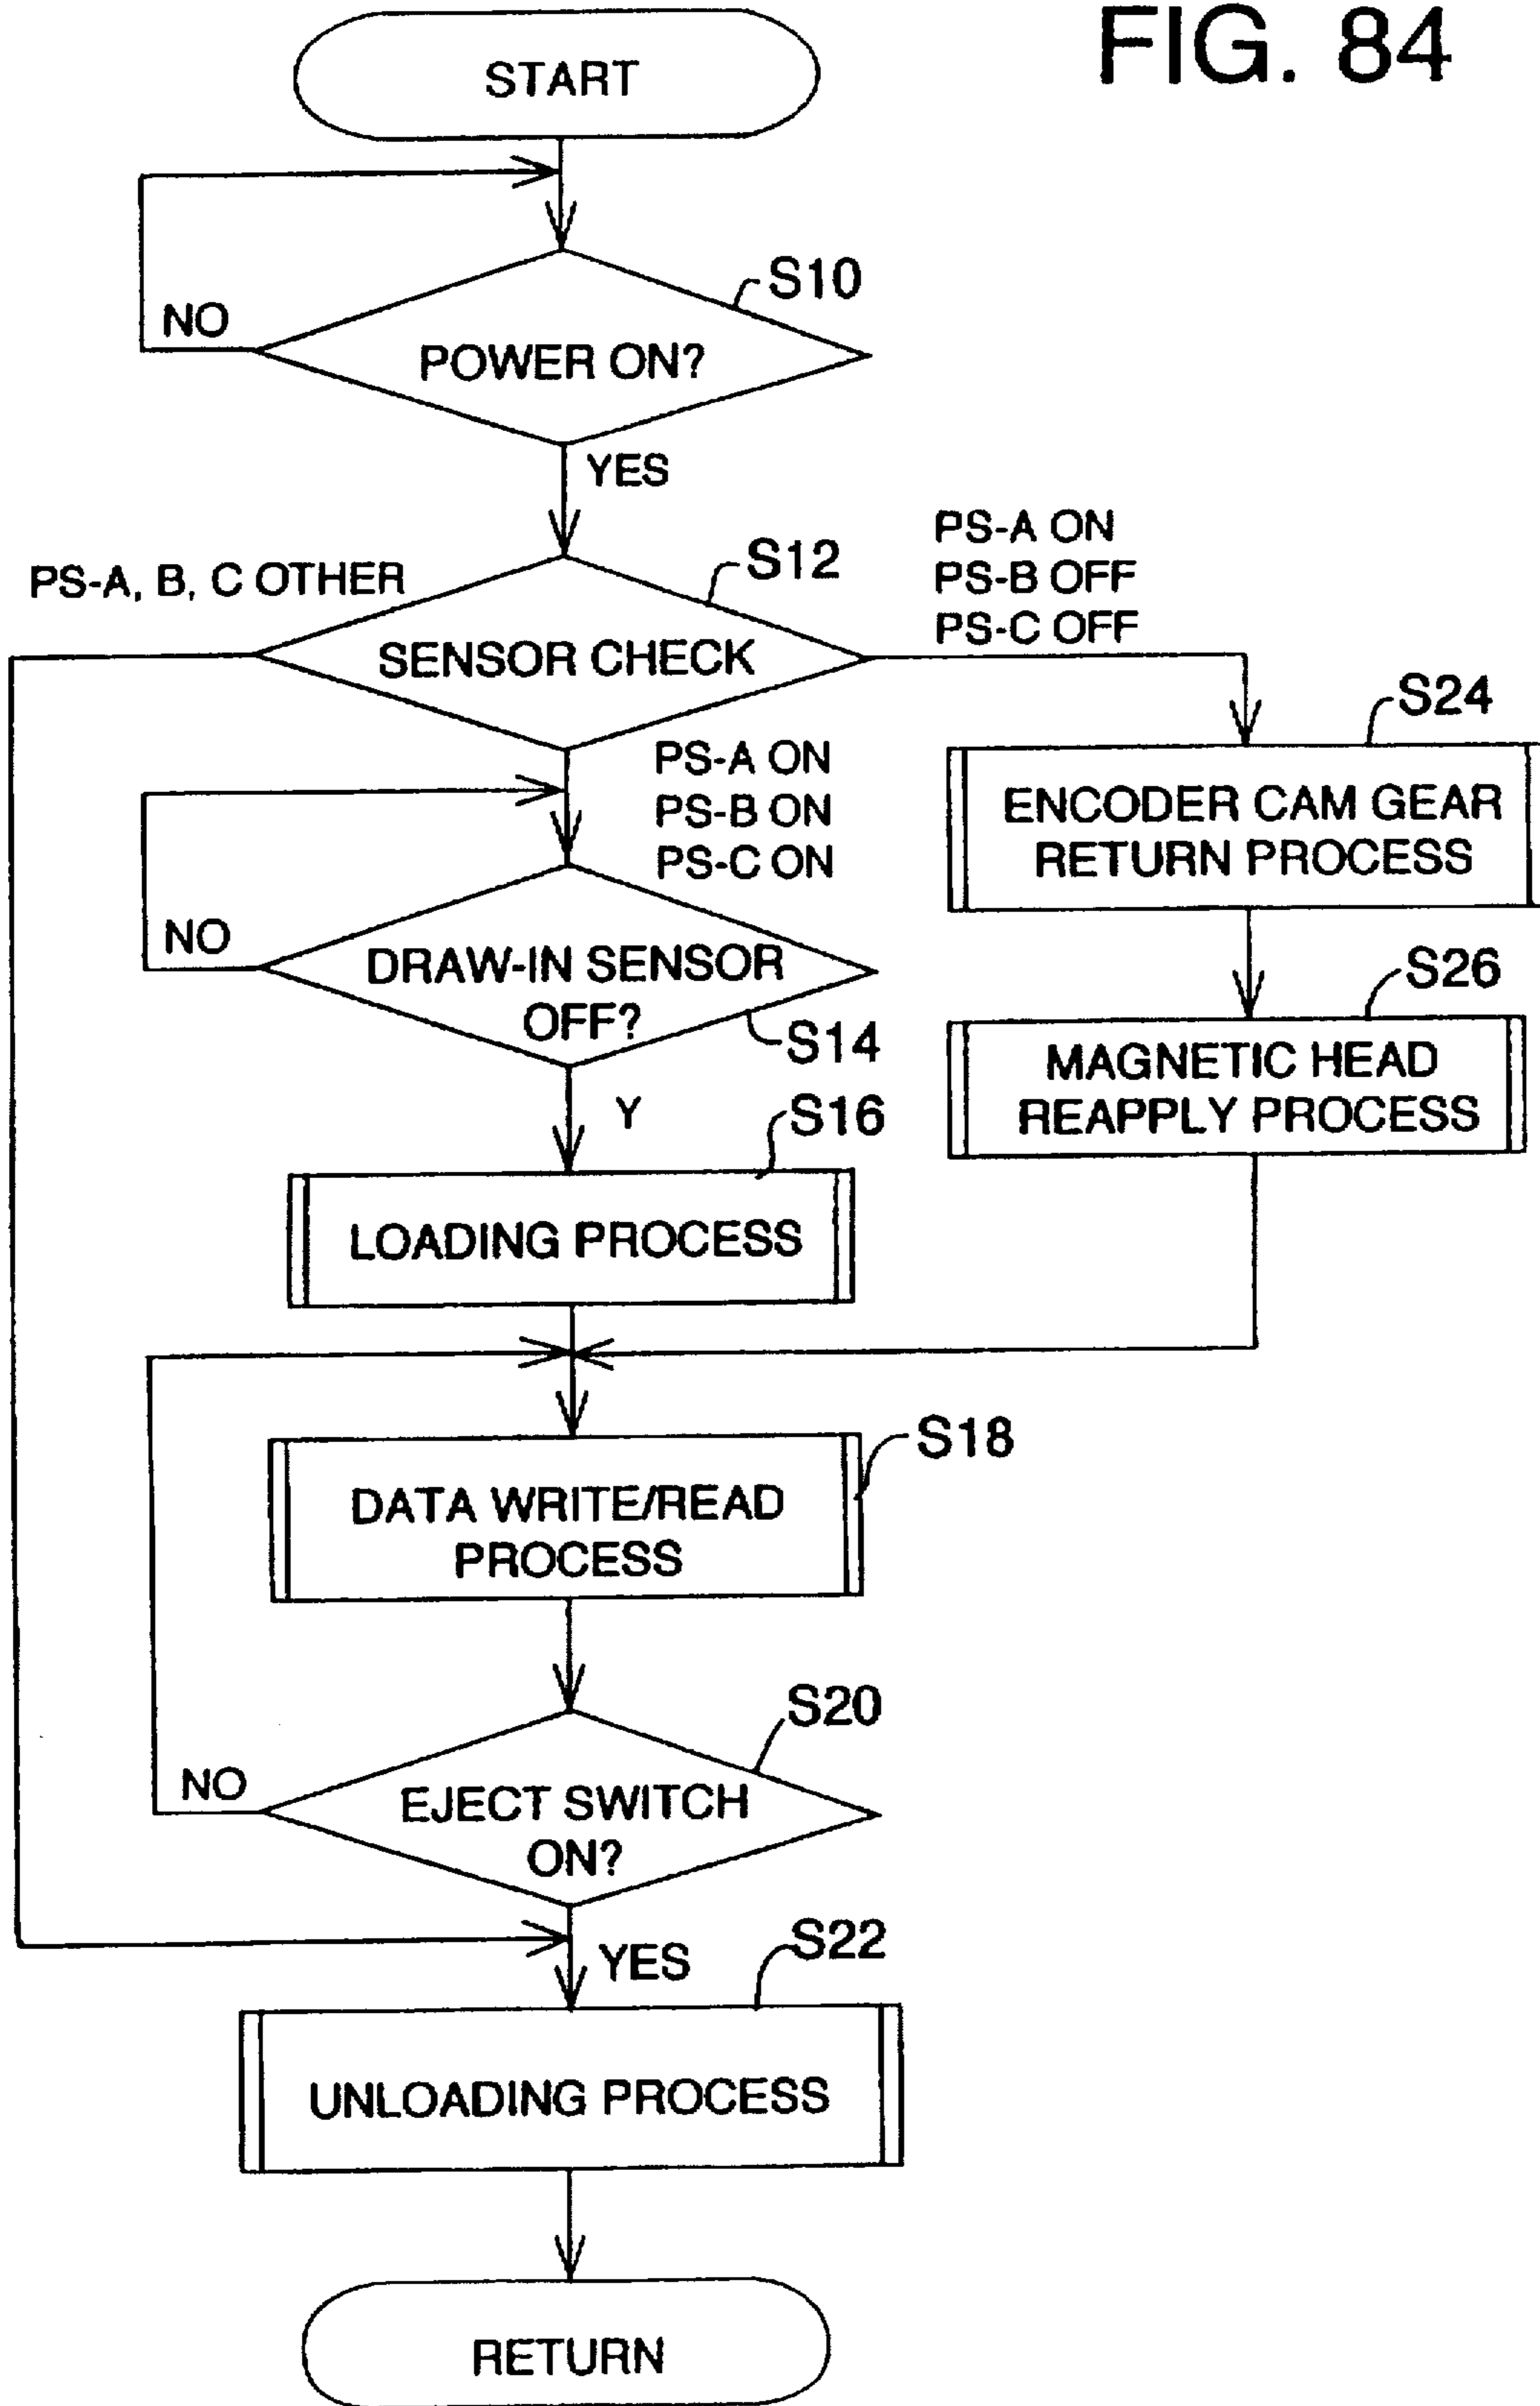 FIG. 84
START
S10
NO
POWER ON?
YES
PS-A ON
PS-B OFF
PS-C OFF
PS-A, B, C OTHER
S12
SENSOR CHECK
S24
PS-A ON
PS-B ON
PS-C ON
ENCODER CAM GEAR
RETURN PROCESS
NO
DRAW-IN SENSOR
OFF?
S14
S26
MAGNETIC HEAD
REAPPLY PROCESS
Y
S16
LOADING PROCESS
S18
DATA WRITE/READ
PROCESS
S20
NO
EJECT SWITCH
ON?
YES
S22
UNLOADING PROCESS
RETURN